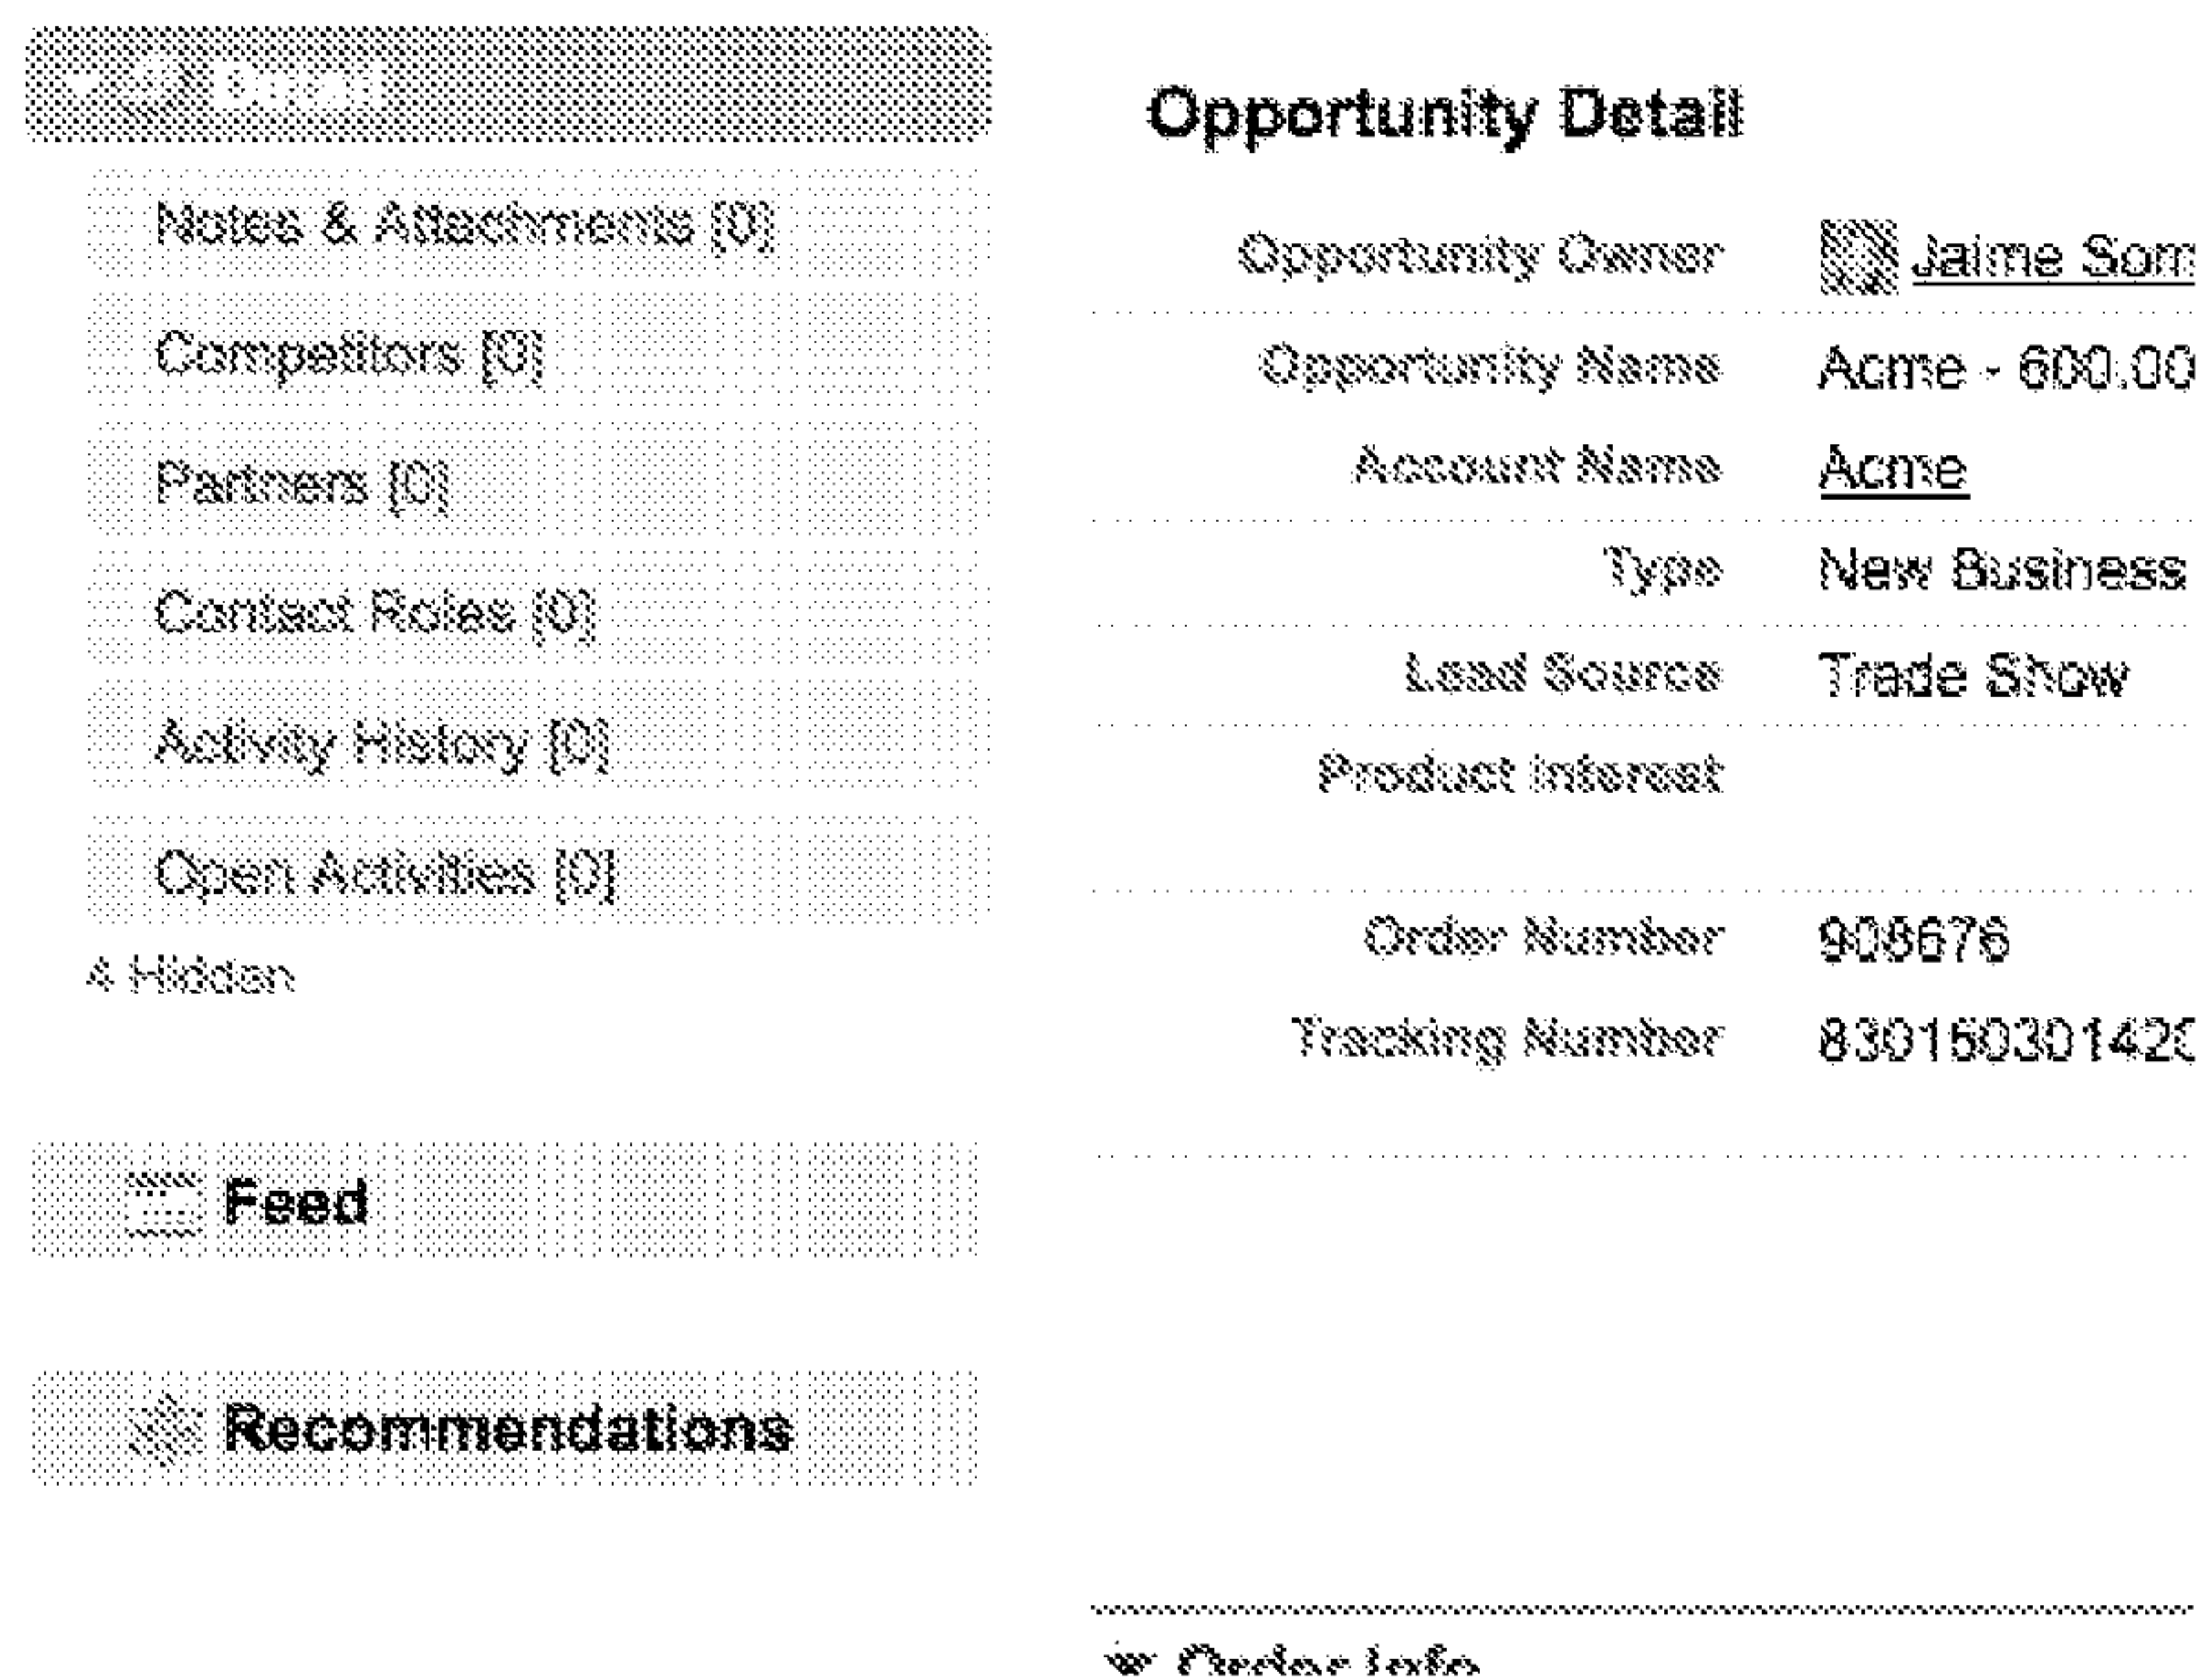 Detail
Notes & Attachments [0]
Competitors [0]
Partners [0]
Contact Roles [0]
Activity History [0]
Open Activities [0]
4 Hidden
Feed
Recommendations
Opportunity Detail
Opportunity Owner Jaime Som
Opportunity Name Acme - 600.00
Account Name Acme
Type New Business
Lead Source Trade Show
Product Interest
Order Number 908676
Tracking Number
Order Info